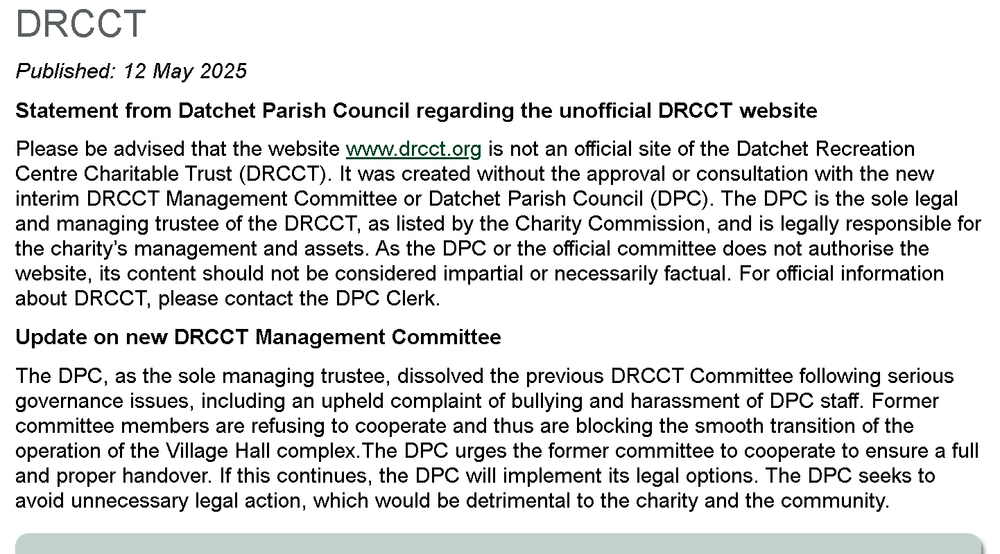 DRCCT
Published: 12 May 2025
Statement from Datchet Parish Council regarding the unofficial DRCCT website
Please be advised that the website www.drcct.org is not an official site of the Datchet Recreation
Centre Charitable Trust (DRCCT). It was created without the approval or consultation with the new
interim DRCCT Management Committee or Datchet Parish Council (DPC). The DPC is the sole legal
and managing trustee of the DRCCT, as listed by the Charity Commission, and is legally responsible for
the charity’s management and assets. As the DPC or the official committee does not authorise the
website, its content should not be considered impartial or necessarily factual. For official information
about DRCCT, please contact the DPC Clerk.
Update on new DRCCT Management Committee
The DPC, as the sole managing trustee, dissolved the previous DRCCT Committee following serious
governance issues, including an upheld complaint of bullying and harassment of DPC staff. Former
committee members are refusing to cooperate and thus are blocking the smooth transition of the
operation of the Village Hall complex.The DPC urges the former committee to cooperate to ensure a full
and proper handover. If this continues, the DPC will implement its legal options. The DPC seeks to
avoid unnecessary legal action, which would be detrimental to the charity and the community.